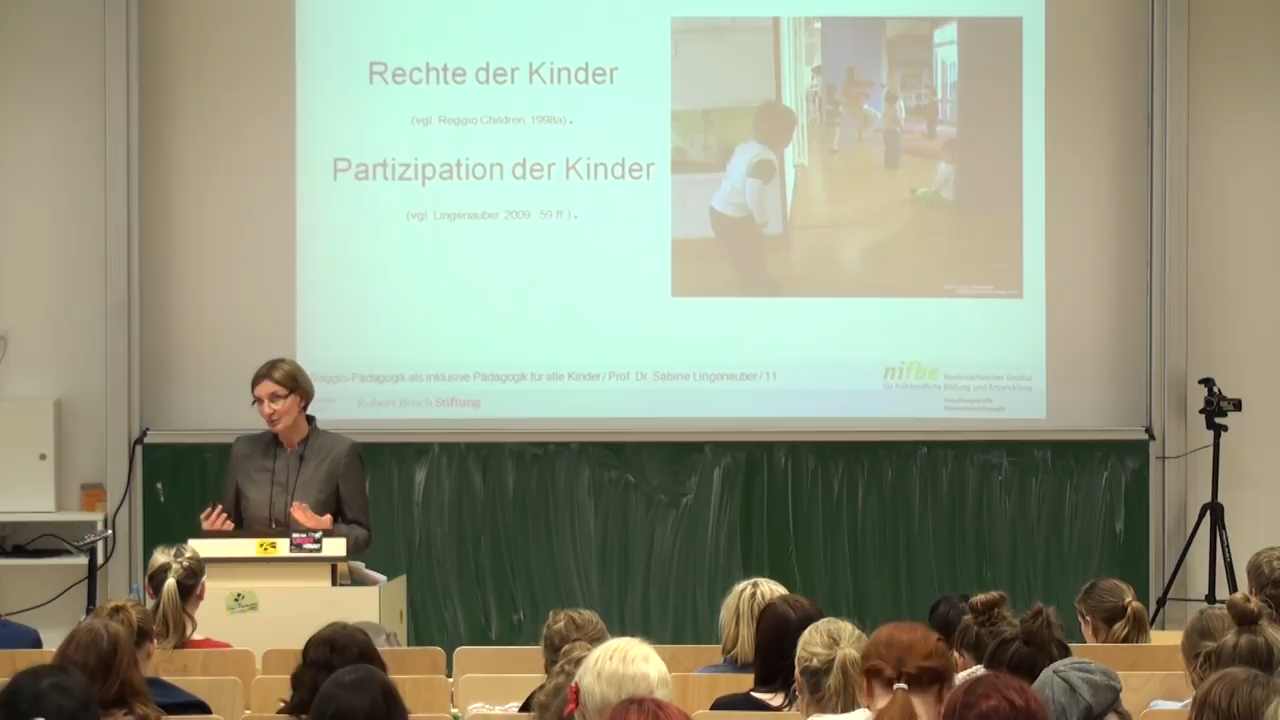 Rechte der Kinder
(vgl. Reggio Children 1998a).
Partizipation der Kinder
(vgl. Lingenauber 2009 59 ff ).
Reggio-Pädagogik als inklusive Pädagogik für alle Kinder / Prof. Dr. Sabine Lingenauber / 11
nifbe
Niedersächsisches Institut
für frühkindliche Bildung und Entwicklung
Forschungsstelle
Elementarpädagogik
Robert Bosch Stiftung